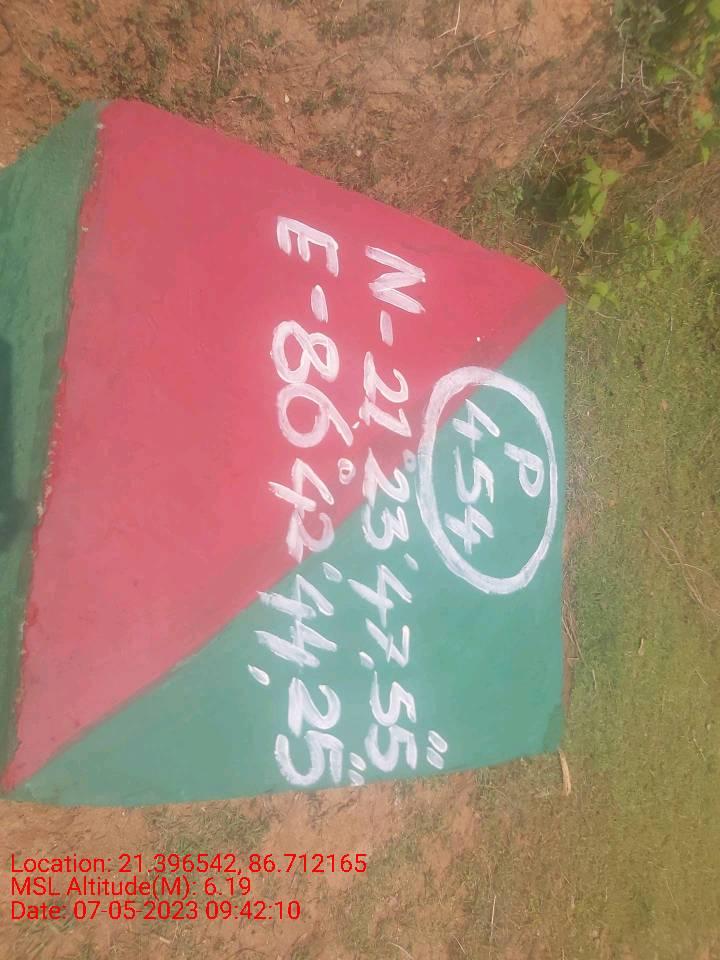 P
454
N-21°23'47,55"
E-86°42'44,25"
Location: 21.396542, 86.712165
MSL Altitude(M): 6.19
Date: 07-05-2023 09:42:10